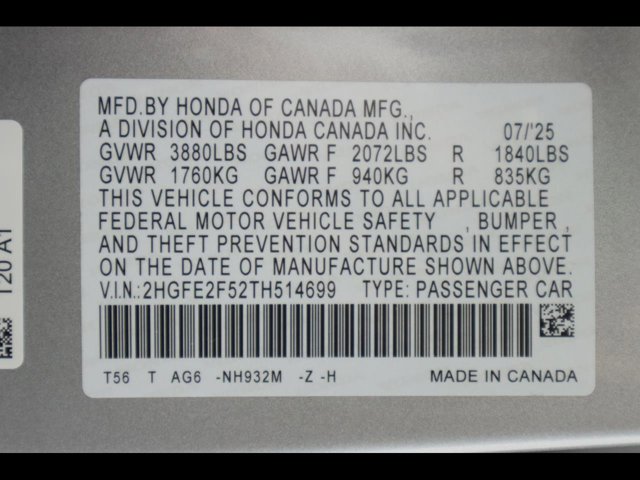 MFD.BY HONDA OF CANADA MFG.,
A DIVISION OF HONDA CANADA INC. 07/'25
GVWR 3880LBS GAWR F 2072LBS R 1840LBS
GVWR 1760KG GAWR F 940KG R 835KG
THIS VEHICLE CONFORMS TO ALL APPLICABLE
FEDERAL MOTOR VEHICLE SAFETY , BUMPER ,
AND THEFT PREVENTION STANDARDS IN EFFECT
ON THE DATE OF MANUFACTURE SHOWN ABOVE.
V.I.N.:2HGFE2F52TH514699 TYPE: PASSENGER CAR
T56 T AG6 -NH932M -Z -H MADE IN CANADA
T20 A1